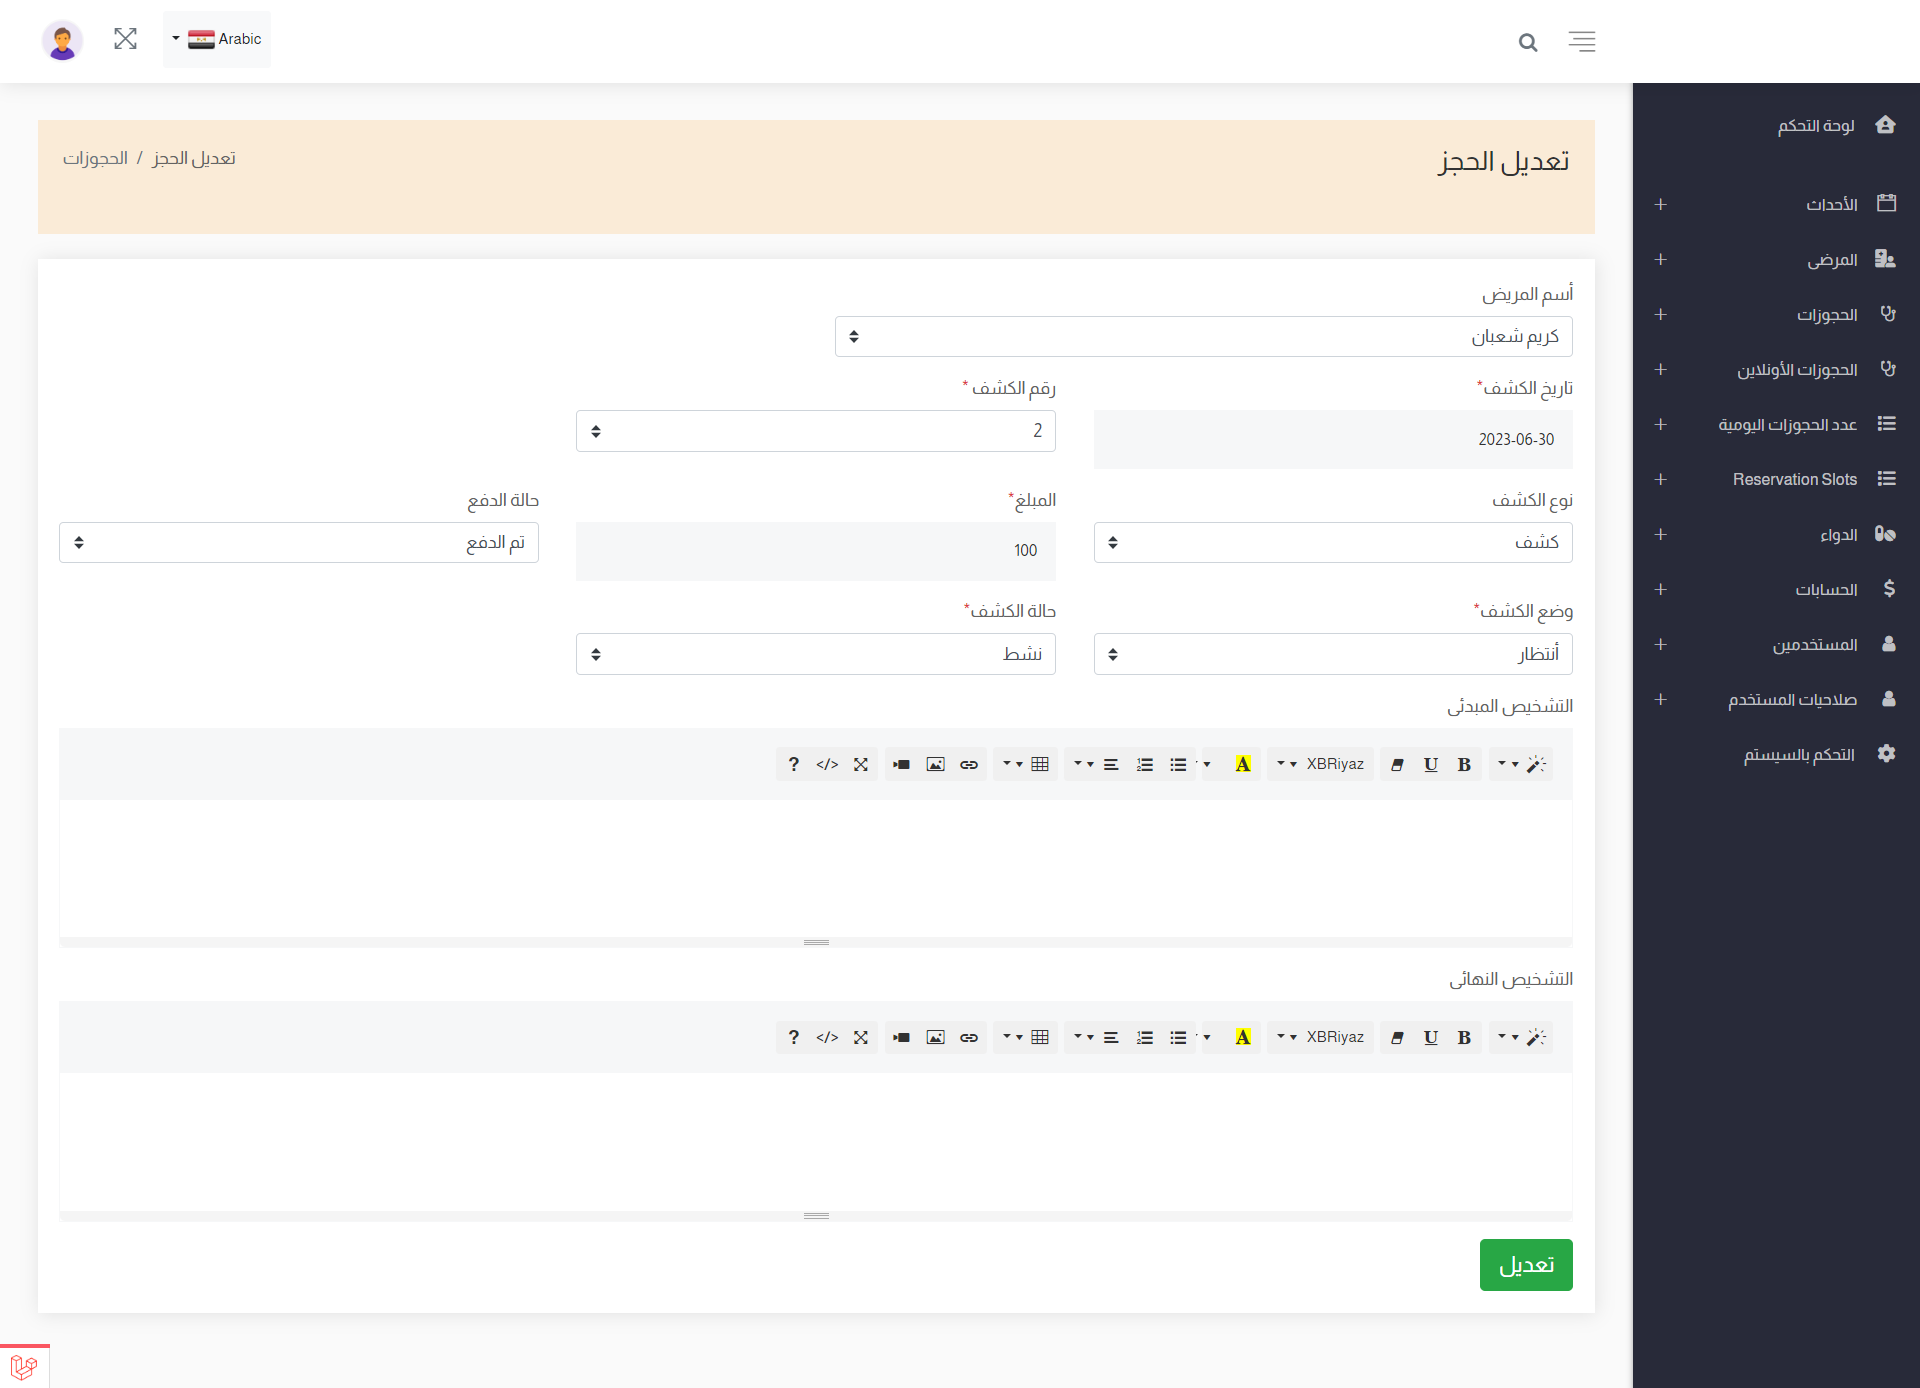 Arabic
لوحة التحكم
الأحداث
المرضى
الحجوزات
الحجوزات الأونلاين
عدد الحجوزات اليومية
Reservation Slots
الدواء
الحسابات
المستخدمين
صلاحيات المستخدم
التحكم بالسيستم
تعديل الحجز
الحجوزات / تعديل الحجز
أسم المريض
كريم شعبان
تاريخ الكشف* رقم الكشف *
2023-06-30 2
نوع الكشف المبلغ* حالة الدفع
كشف 100 تم الدفع
وضع الكشف* حالة الكشف*
أنتظار نشط
التشخيص المبدئى
B U XBRiyaz A </> ?
التشخيص النهائى
B U XBRiyaz A </> ?
تعديل